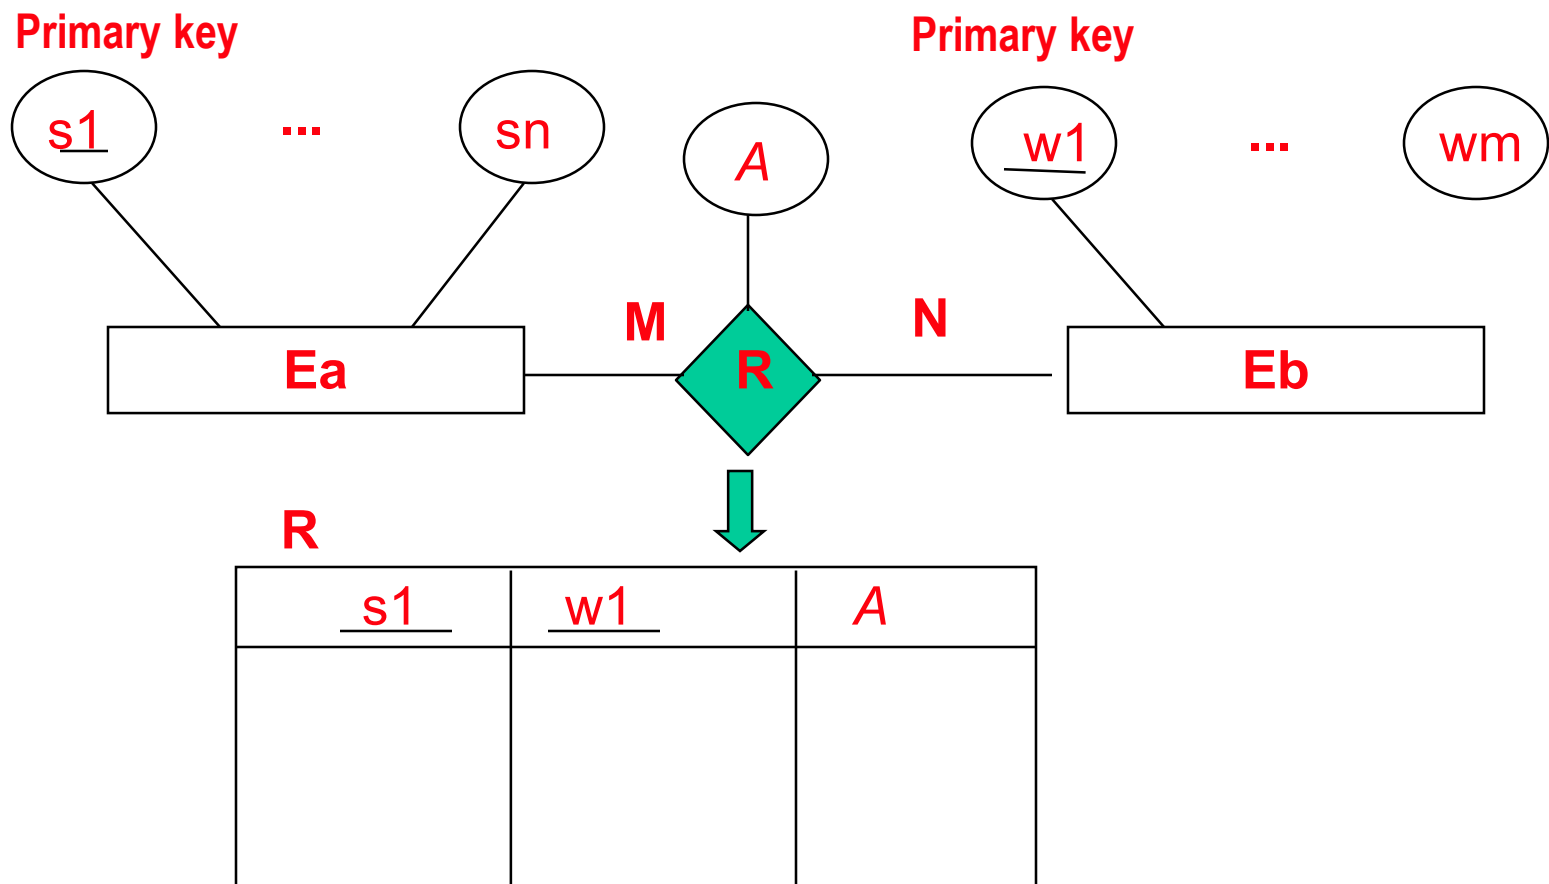 Primary key
Primary key
s1 ... sn
A
w1 ... wm
M
N
Ea
R
Eb
R
s1 w1 A